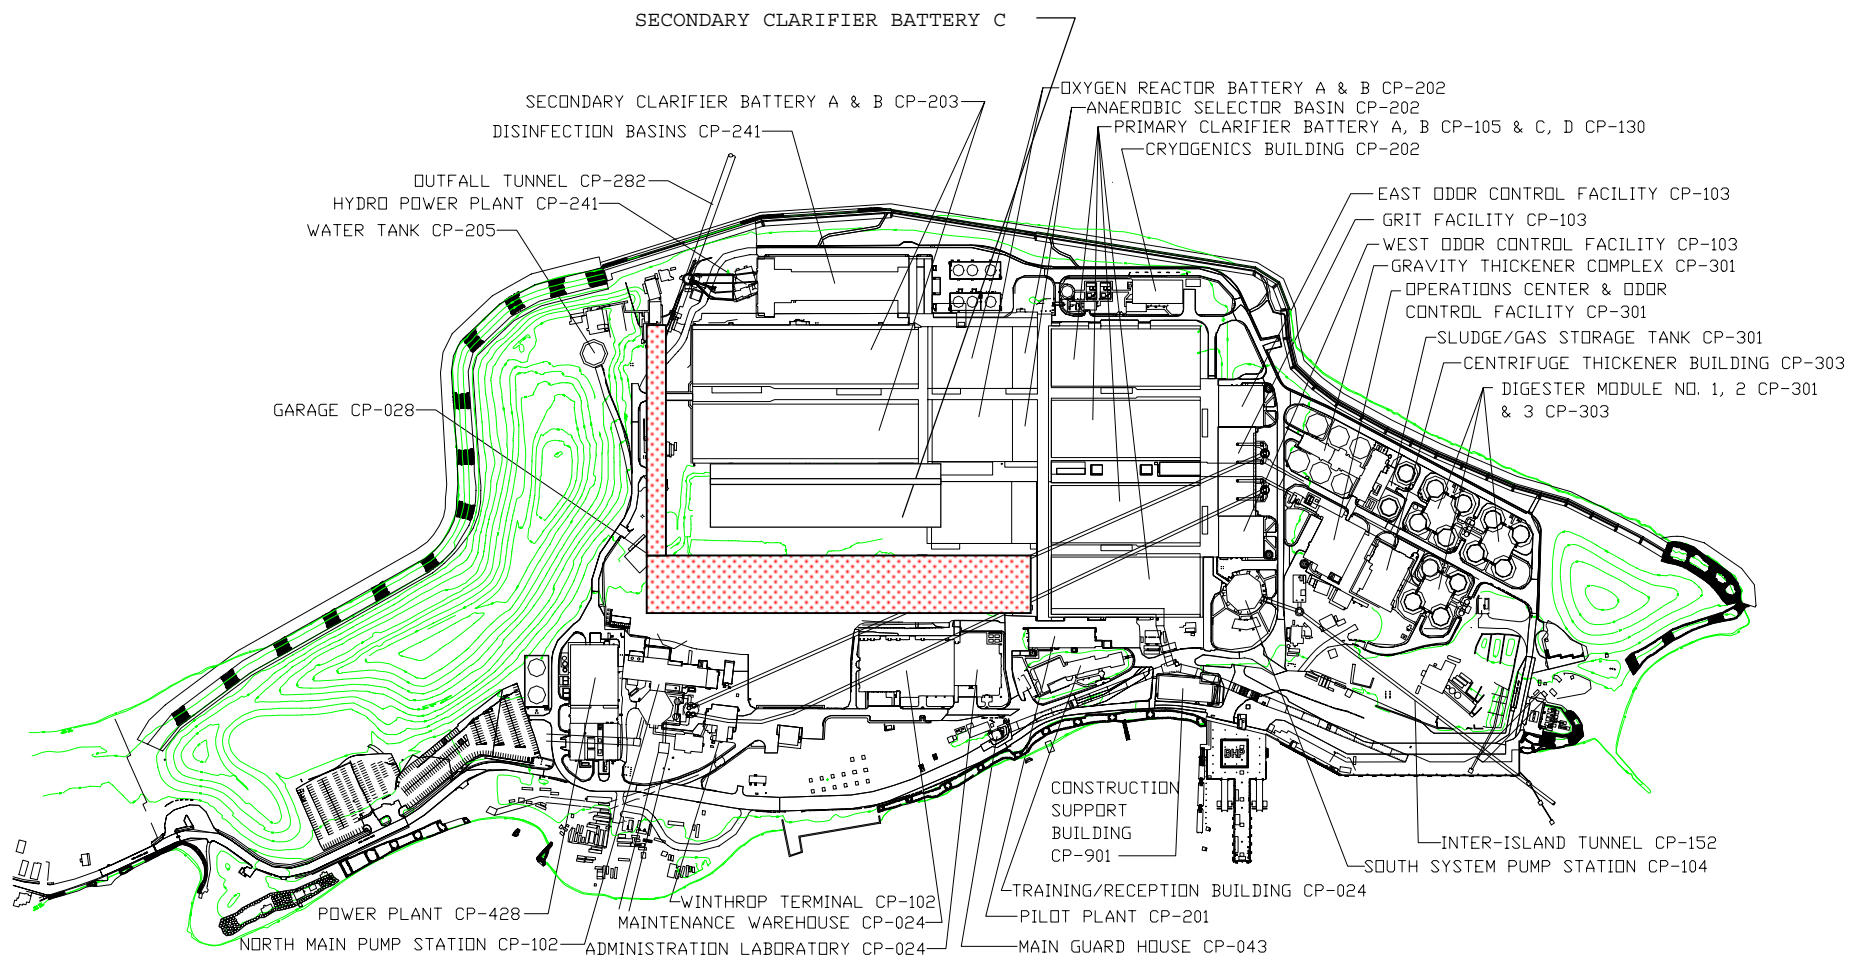 SECONDARY CLARIFIER BATTERY C
OXYGEN REACTOR BATTERY A & B CP-202
SECONDARY CLARIFIER BATTERY A & B CP-203
ANAEROBIC SELECTOR BASIN CP-202
DISINFECTION BASINS CP-241
PRIMARY CLARIFIER BATTERY A, B CP-105 & C, D CP-130
CRYOGENICS BUILDING CP-202
OUTFALL TUNNEL CP-282
EAST ODOR CONTROL FACILITY CP-103
HYDRO POWER PLANT CP-241
GRIT FACILITY CP-103
WATER TANK CP-205
WEST ODOR CONTROL FACILITY CP-103
GRAVITY THICKENER COMPLEX CP-301
OPERATIONS CENTER & ODOR
CONTROL FACILITY CP-301
SLUDGE/GAS STORAGE TANK CP-301
CENTRIFUGE THICKENER BUILDING CP-303
DIGESTER MODULE NO. 1, 2 CP-301
& 3 CP-303
GARAGE CP-028
BHP
CONSTRUCTION
SUPPORT
BUILDING
CP-901
INTER-ISLAND TUNNEL CP-152
SOUTH SYSTEM PUMP STATION CP-104
TRAINING/RECEPTION BUILDING CP-024
WINTHROP TERMINAL CP-102
POWER PLANT CP-428
PILOT PLANT CP-201
MAINTENANCE WAREHOUSE CP-024
NORTH MAIN PUMP STATION CP-102
ADMINISTRATION LABORATORY CP-024
MAIN GUARD HOUSE CP-043